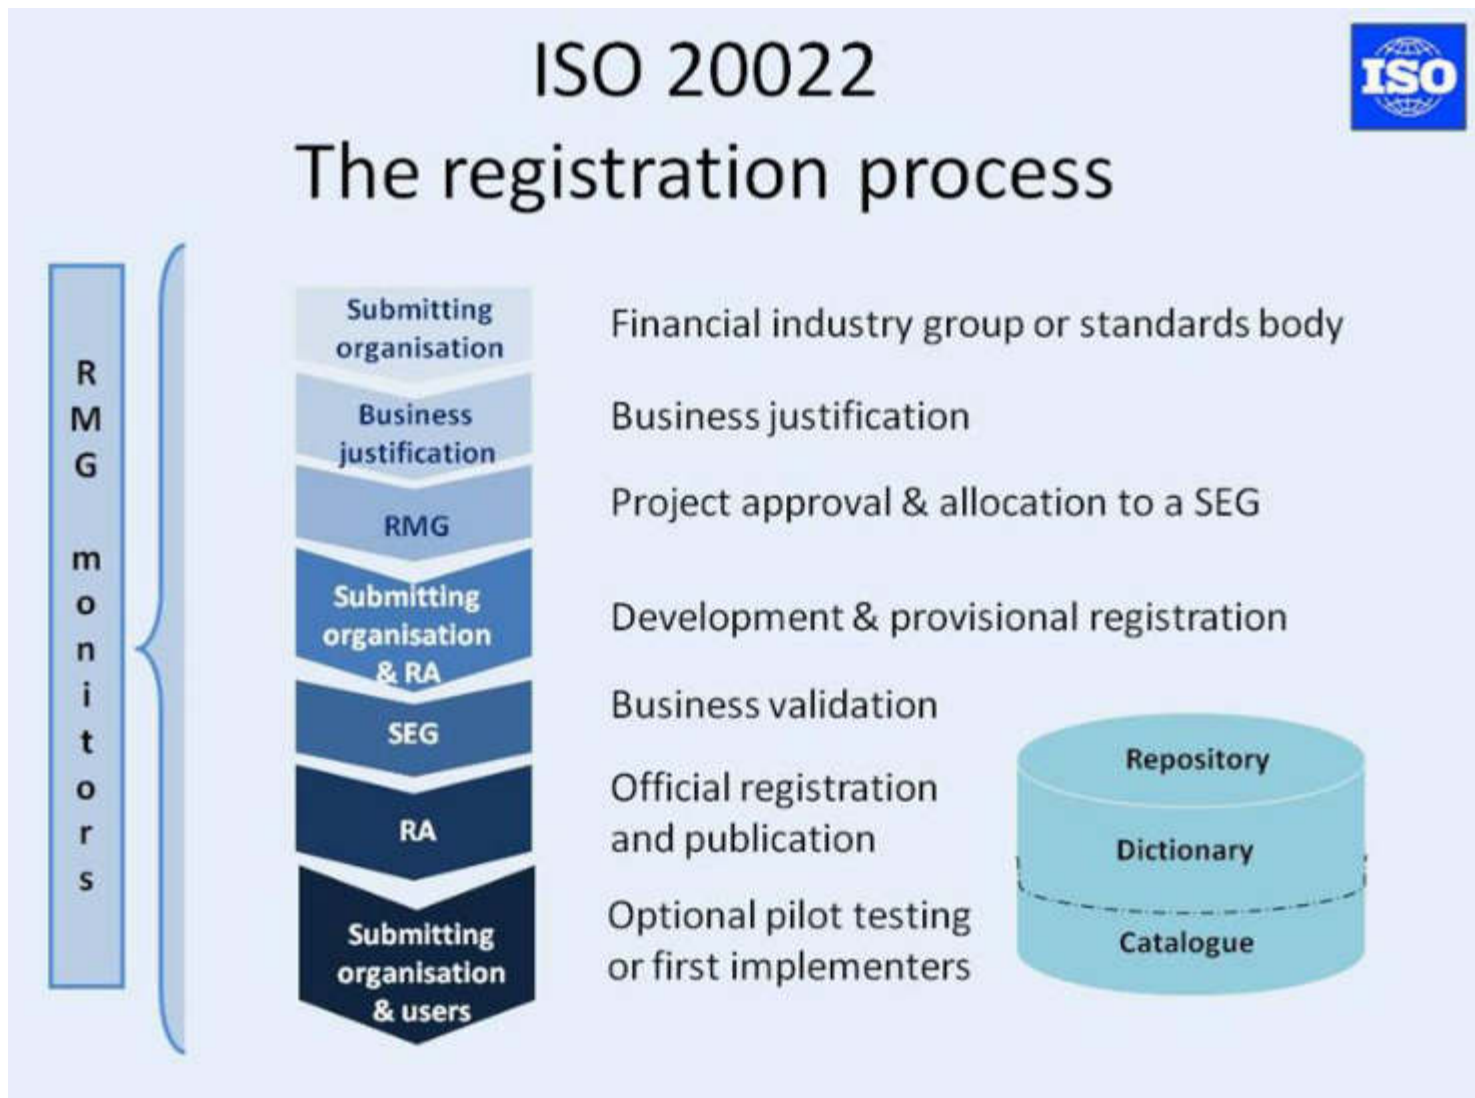 ISO 20022
The registration process
ISO
RMG monitors
Submitting
organisation
Financial industry group or standards body
Business
justification
Business justification
RMG
Project approval & allocation to a SEG
Submitting
organisation
& RA
Development & provisional registration
SEG
Business validation
RA
Official registration
and publication
Submitting
organisation
& users
Optional pilot testing
or first implementers
Repository
Dictionary
Catalogue